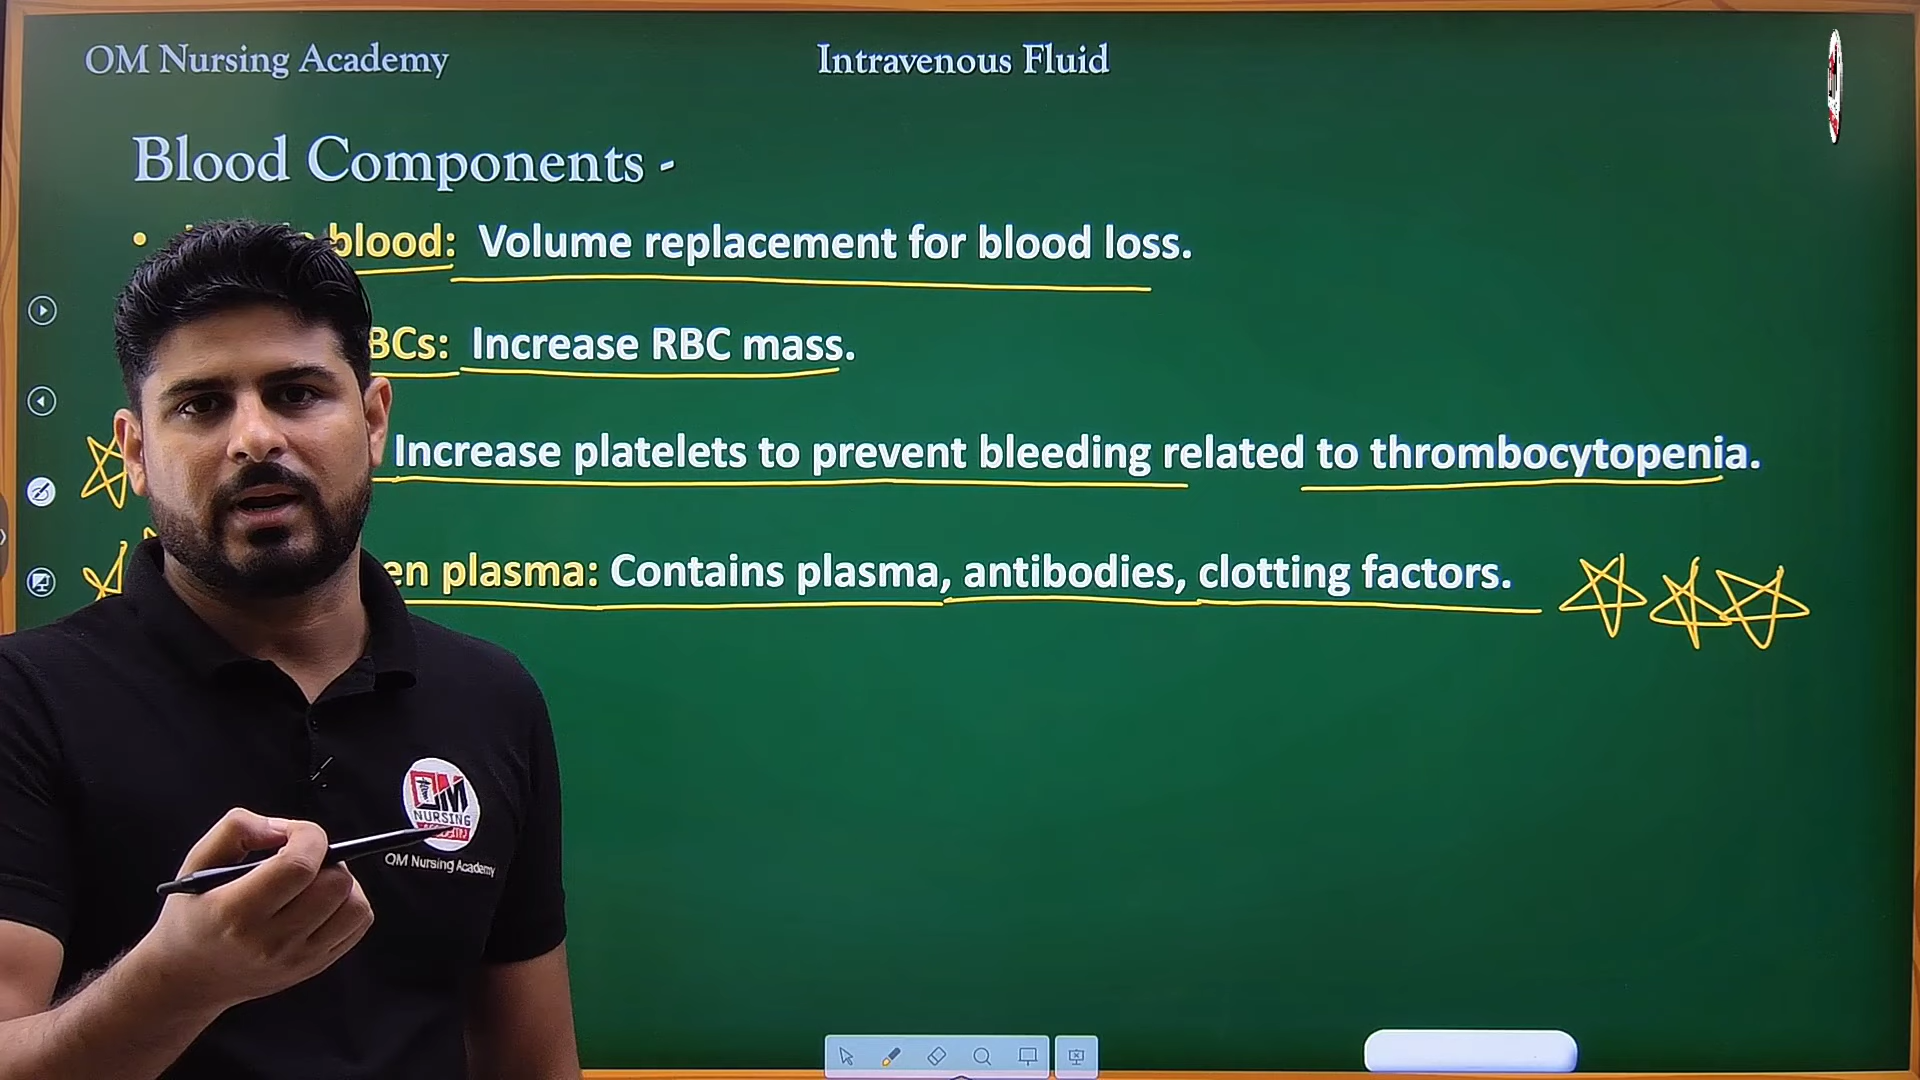 OM Nursing Academy
Intravenous Fluid
Blood Components -
• blood: Volume replacement for blood loss.
BCs: Increase RBC mass.
Increase platelets to prevent bleeding related to thrombocytopenia.
en plasma: Contains plasma, antibodies, clotting factors.
OM
NURSING
OM Nursing Academy